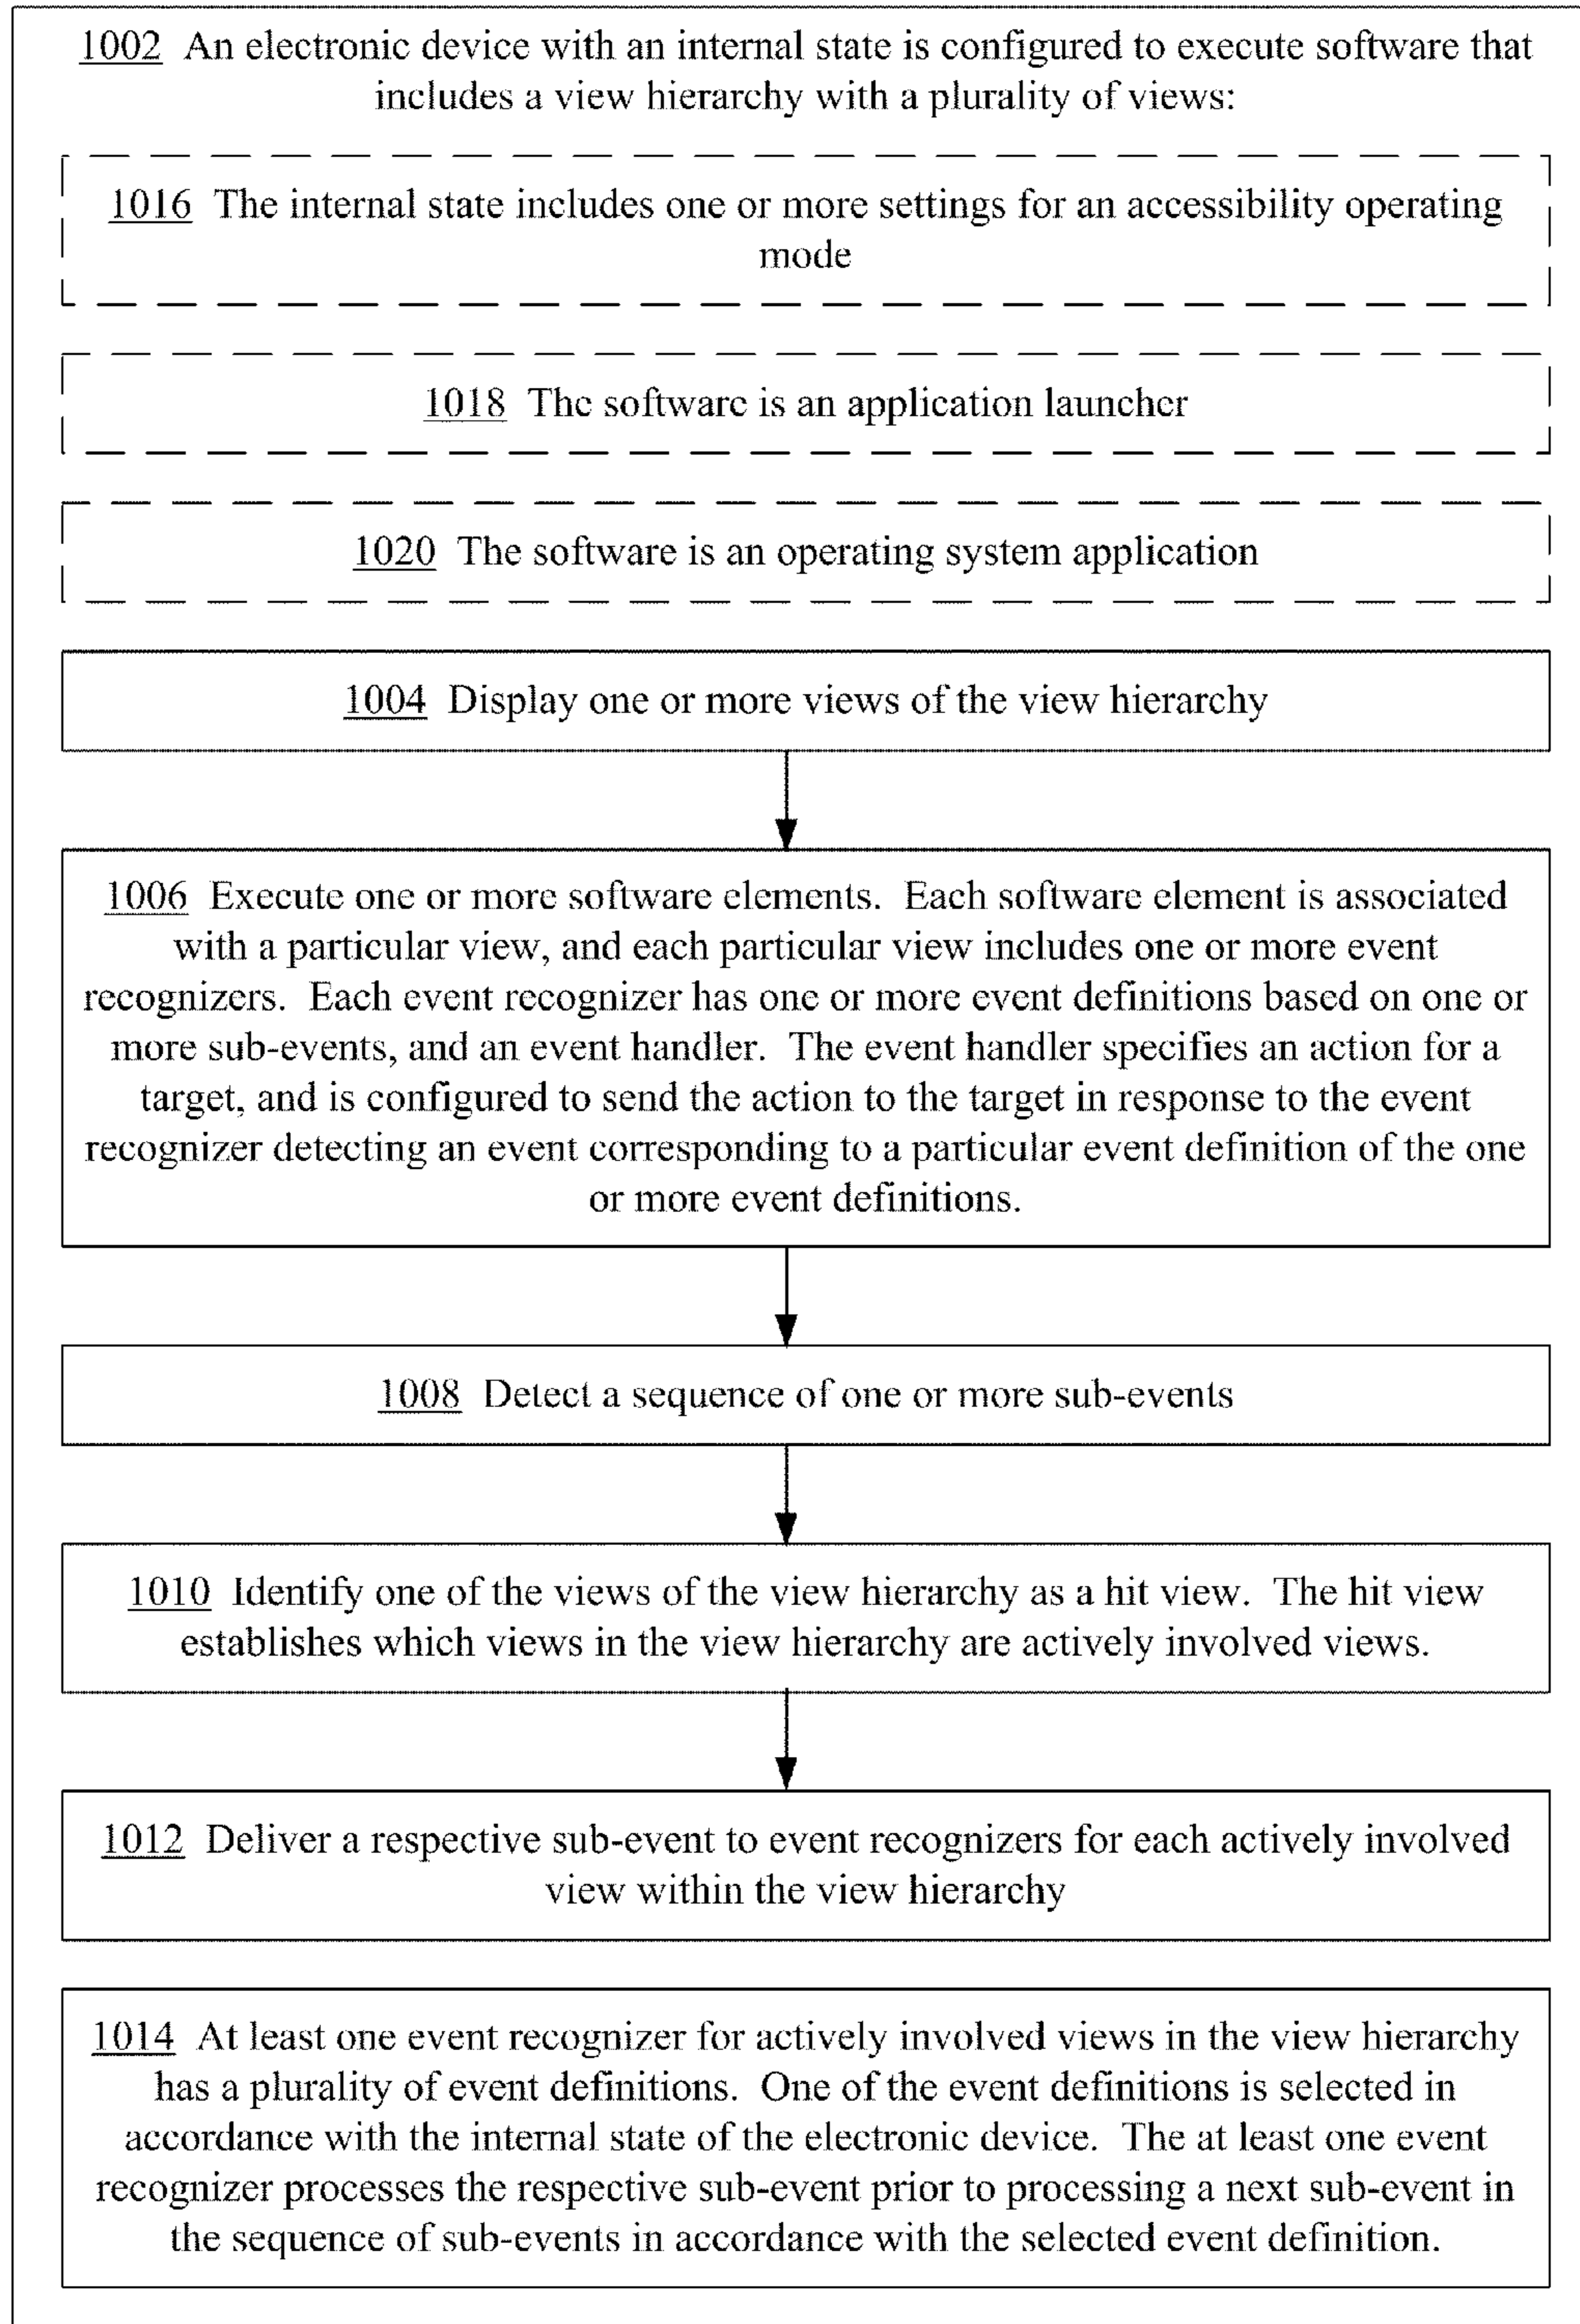 1002 An electronic device with an internal state is configured to execute software that
includes a view hierarchy with a plurality of views:
1016 The internal state includes one or more settings for an accessibility operating
mode
1018 The software is an application launcher
1020 The software is an operating system application
1004 Display one or more views of the view hierarchy
1006 Execute one or more software elements. Each software element is associated
with a particular view, and each particular view includes one or more event
recognizers. Each event recognizer has one or more event definitions based on one or
more sub-events, and an event handler. The event handler specifies an action for a
target, and is configured to send the action to the target in response to the event
recognizer detecting an event corresponding to a particular event definition of the one
or more event definitions.
1008 Detect a sequence of one or more sub-events
1010 Identify one of the views of the view hierarchy as a hit view. The hit view
establishes which views in the view hierarchy are actively involved views.
1012 Deliver a respective sub-event to event recognizers for each actively involved
view within the view hierarchy
1014 At least one event recognizer for actively involved views in the view hierarchy
has a plurality of event definitions. One of the event definitions is selected in
accordance with the internal state of the electronic device. The at least one event
recognizer processes the respective sub-event prior to processing a next sub-event in
the sequence of sub-events in accordance with the selected event definition.